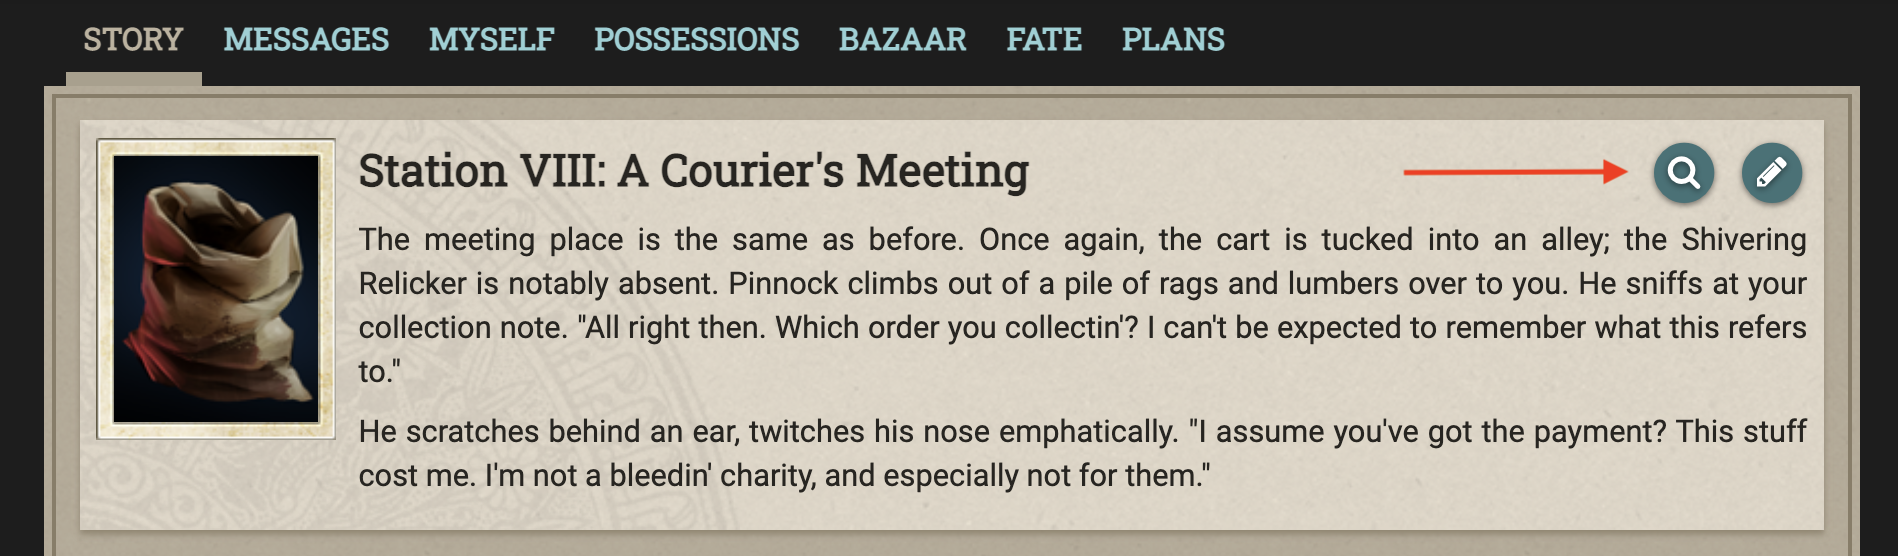 STORY MESSAGES MYSELF POSSESSIONS BAZAAR FATE PLANS
Station VIII: A Courier's Meeting
The meeting place is the same as before. Once again, the cart is tucked into an alley; the Shivering
Relicker is notably absent. Pinnock climbs out of a pile of rags and lumbers over to you. He sniffs at your
collection note. "All right then. Which order you collectin'? I can't be expected to remember what this refers
to."
He scratches behind an ear, twitches his nose emphatically. "I assume you've got the payment? This stuff
cost me. I'm not a bleedin' charity, and especially not for them."